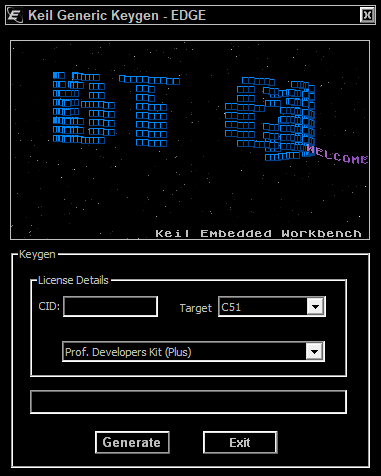 Keil Generic Keygen - EDGE
WELCOME
Keil Embedded Workbench
Keygen
License Details
CID:
Target
C51
Prof. Developers Kit (Plus)
Generate
Exit